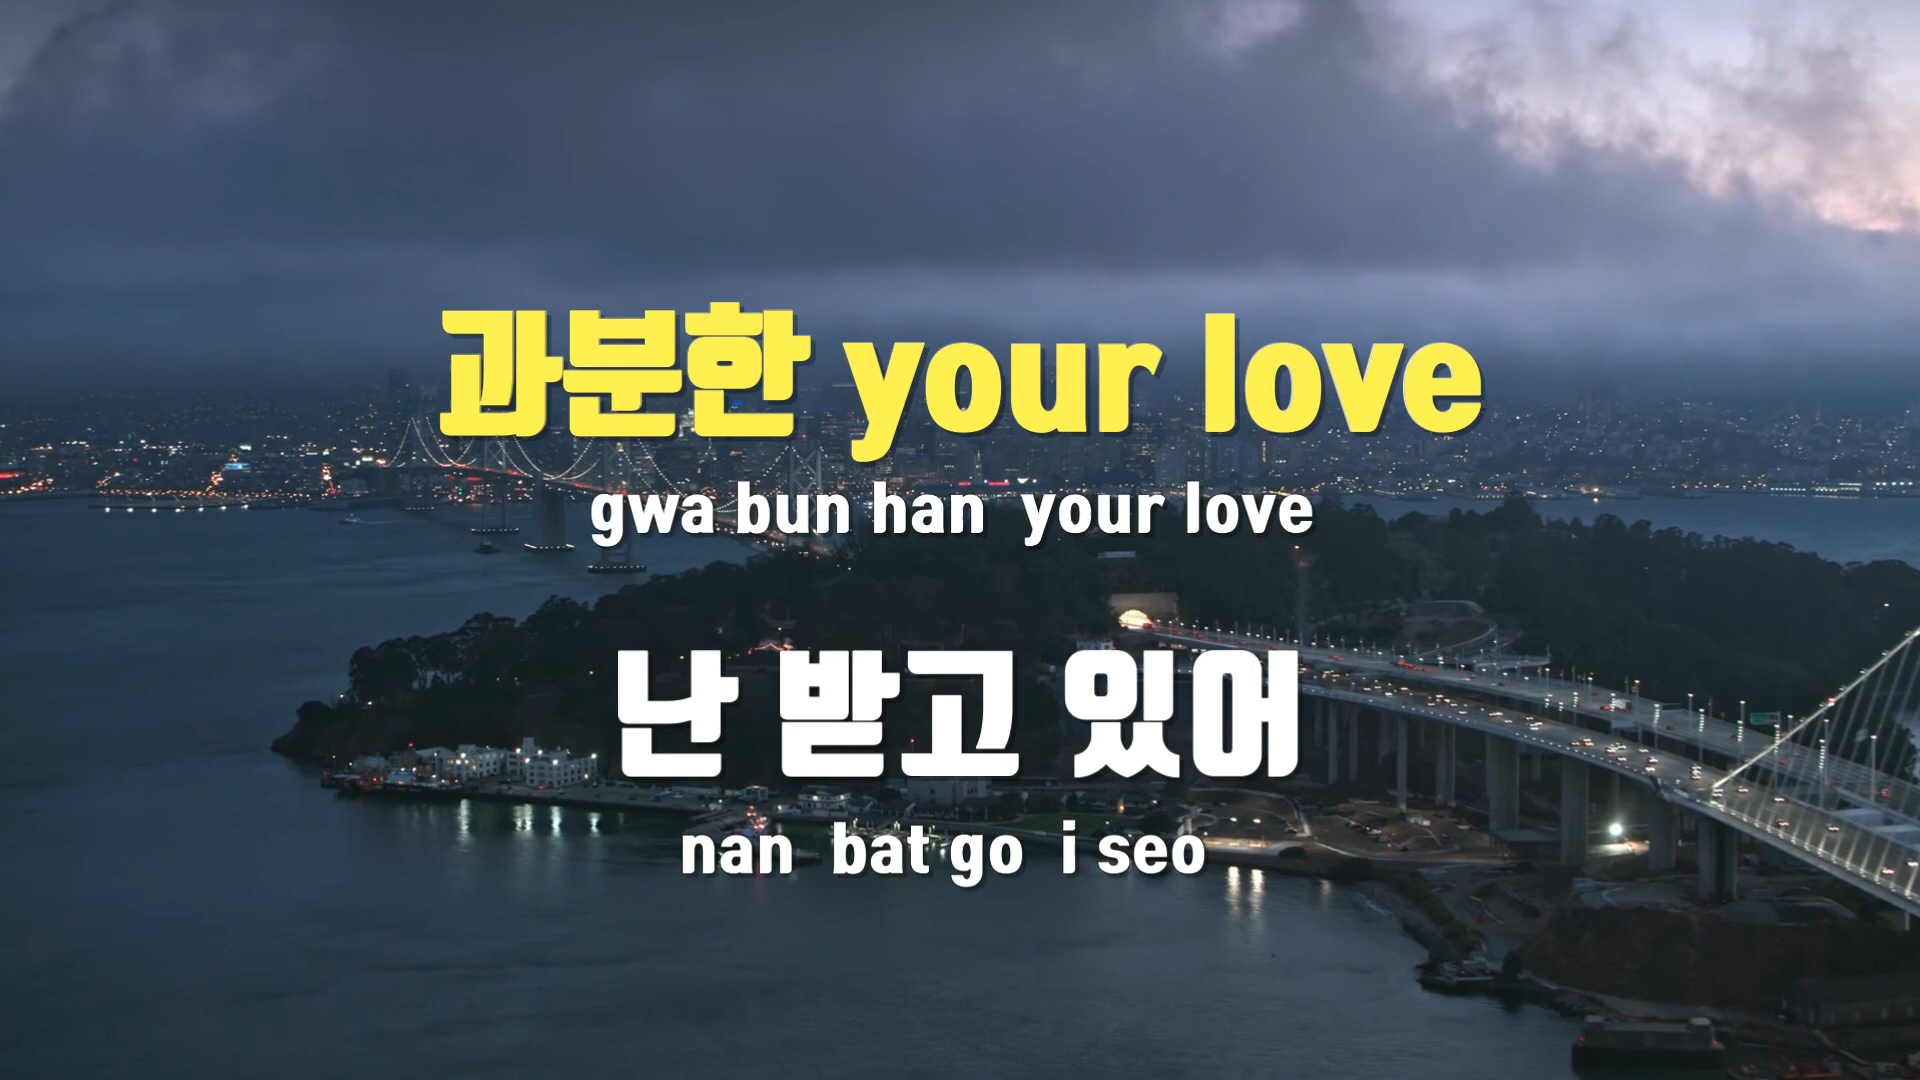 과분한 your love
gwa bun han your love
난 받고 있어
nan bat go i seo